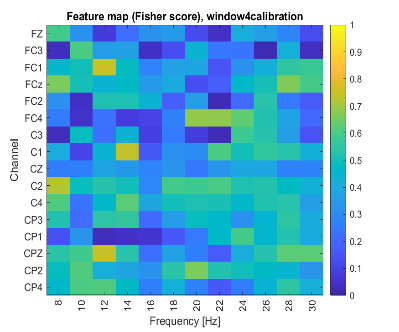 Feature map (Fisher score), window4calibration
FZ
FC3
FC1
FCz
FC2
FC4
C3
C1
CZ
C2
C4
CP3
CP1
CPZ
CP2
CP4
Channel
8 10 12 14 16 18 20 22 24 26 28 30
Frequency [Hz]
1
0.9
0.8
0.7
0.6
0.5
0.4
0.3
0.2
0.1
0